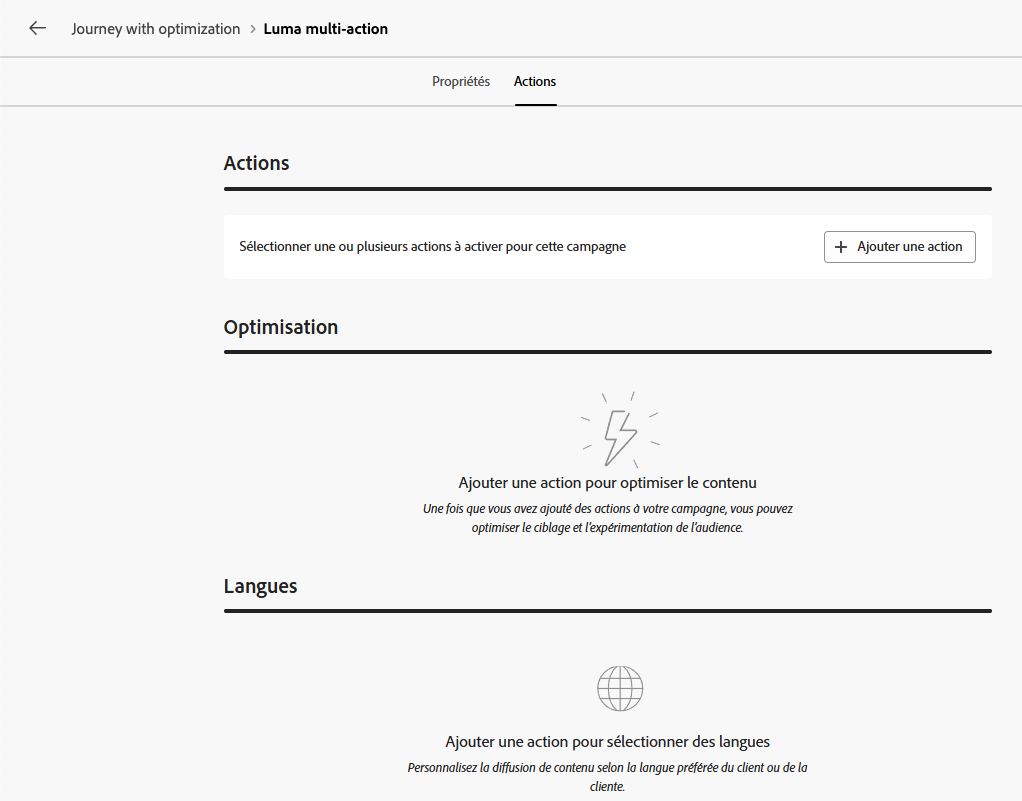 Journey with optimization > Luma multi-action
Propriétés Actions
Actions
Sélectionner une ou plusieurs actions à activer pour cette campagne
+ Ajouter une action
Optimisation
Ajouter une action pour optimiser le contenu
Une fois que vous avez ajouté des actions à votre campagne, vous pouvez
optimiser le ciblage et l'expérimentation de l'audience.
Langues
Ajouter une action pour sélectionner des langues
Personnalisez la diffusion de contenu selon la langue préférée du client ou de la
cliente.